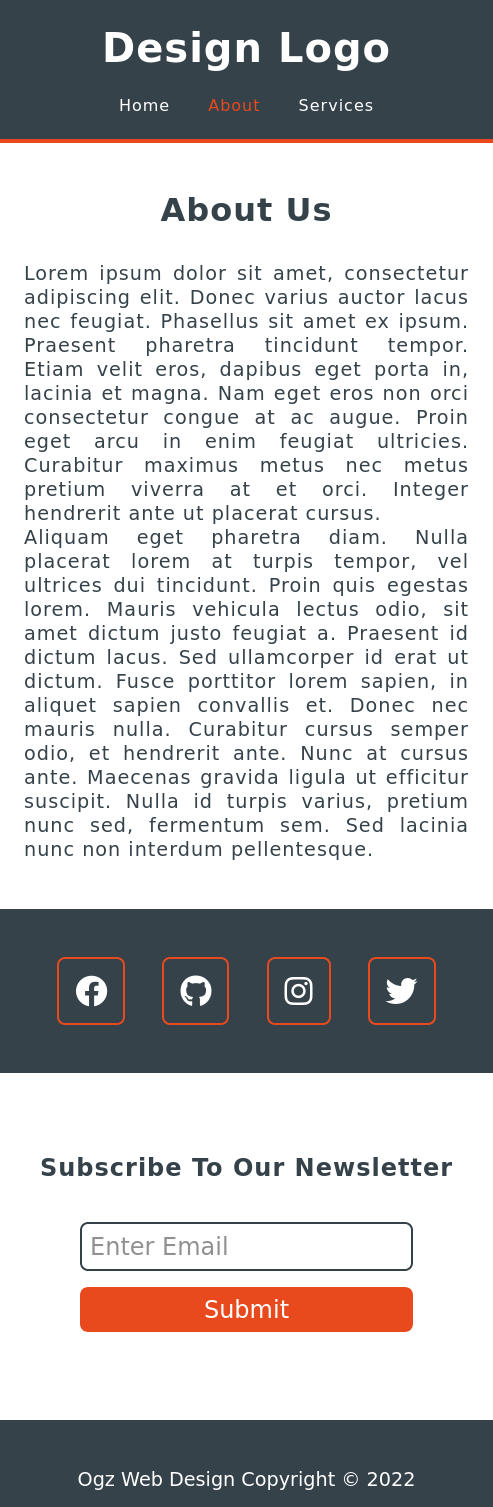 Design Logo
Home About Services
About Us
Lorem ipsum dolor sit amet, consectetur
adipiscing elit. Donec varius auctor lacus
nec feugiat. Phasellus sit amet ex ipsum.
Praesent pharetra tincidunt tempor.
Etiam velit eros, dapibus eget porta in,
lacinia et magna. Nam eget eros non orci
consectetur congue at ac augue. Proin
eget arcu in enim feugiat ultricies.
Curabitur maximus metus nec metus
pretium viverra at et orci. Integer
hendrerit ante ut placerat cursus.
Aliquam eget pharetra diam. Nulla
placerat lorem at turpis tempor, vel
ultrices dui tincidunt. Proin quis egestas
lorem. Mauris vehicula lectus odio, sit
amet dictum justo feugiat a. Praesent id
dictum lacus. Sed ullamcorper id erat ut
dictum. Fusce porttitor lorem sapien, in
aliquet sapien convallis et. Donec nec
mauris nulla. Curabitur cursus semper
odio, et hendrerit ante. Nunc at cursus
ante. Maecenas gravida ligula ut efficitur
suscipit. Nulla id turpis varius, pretium
nunc sed, fermentum sem. Sed lacinia
nunc non interdum pellentesque.
Subscribe To Our Newsletter
Enter Email
Submit
Ogz Web Design Copyright © 2022